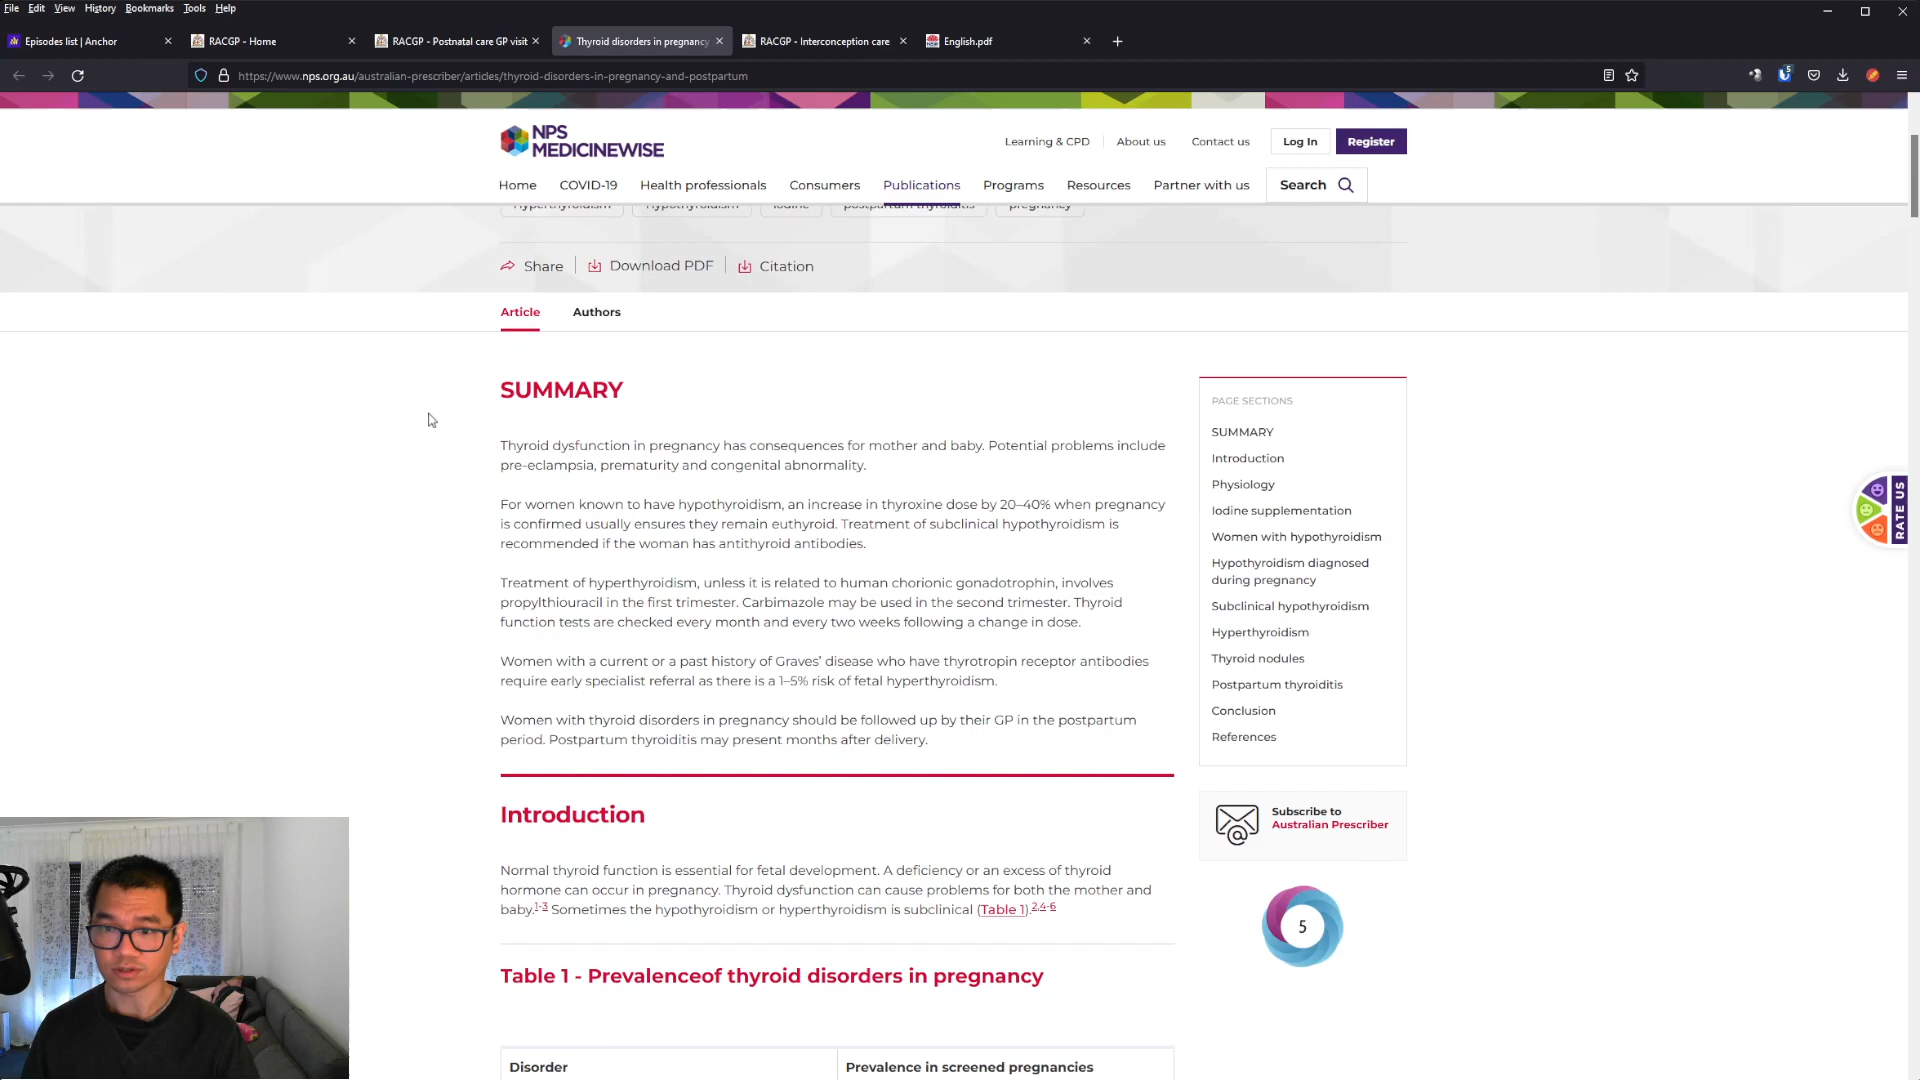 File Edit View History Bookmarks Tools Help
Episodes list | Anchor
RACGP - Home
RACGP - Postnatal care GP visit
Thyroid disorders in pregnancy
RACGP - Interconception care
English.pdf
https://www.nps.org.au/australian-prescriber/articles/thyroid-disorders-in-pregnancy-and-postpartum
5
NPS
MEDICINEWISE
Learning & CPD
About us
Contact us
Log In
Register
Home
COVID-19
Health professionals
Consumers
Publications
Programs
Resources
Partner with us
Search
hyperthyroidism
hypothyroidism
iodine
postpartum thyroiditis
pregnancy
Share
Download PDF
Citation
Article
Authors
SUMMARY
Thyroid dysfunction in pregnancy has consequences for mother and baby. Potential problems include
pre-eclampsia, prematurity and congenital abnormality.
For women known to have hypothyroidism, an increase in thyroxine dose by 20–40% when pregnancy
is confirmed usually ensures they remain euthyroid. Treatment of subclinical hypothyroidism is
recommended if the woman has antithyroid antibodies.
Treatment of hyperthyroidism, unless it is related to human chorionic gonadotrophin, involves
propylthiouracil in the first trimester. Carbimazole may be used in the second trimester. Thyroid
function tests are checked every month and every two weeks following a change in dose.
Women with a current or a past history of Graves’ disease who have thyrotropin receptor antibodies
require early specialist referral as there is a 1–5% risk of fetal hyperthyroidism.
Women with thyroid disorders in pregnancy should be followed up by their GP in the postpartum
period. Postpartum thyroiditis may present months after delivery.
Introduction
Normal thyroid function is essential for fetal development. A deficiency or an excess of thyroid
hormone can occur in pregnancy. Thyroid dysfunction can cause problems for both the mother and
baby.1-3 Sometimes the hypothyroidism or hyperthyroidism is subclinical (Table 1).2,4-6
Table 1 - Prevalenceof thyroid disorders in pregnancy
Disorder
Prevalence in screened pregnancies
PAGE SECTIONS
SUMMARY
Introduction
Physiology
Iodine supplementation
Women with hypothyroidism
Hypothyroidism diagnosed
during pregnancy
Subclinical hypothyroidism
Hyperthyroidism
Thyroid nodules
Postpartum thyroiditis
Conclusion
References
Subscribe to
Australian Prescriber
5
RATE US